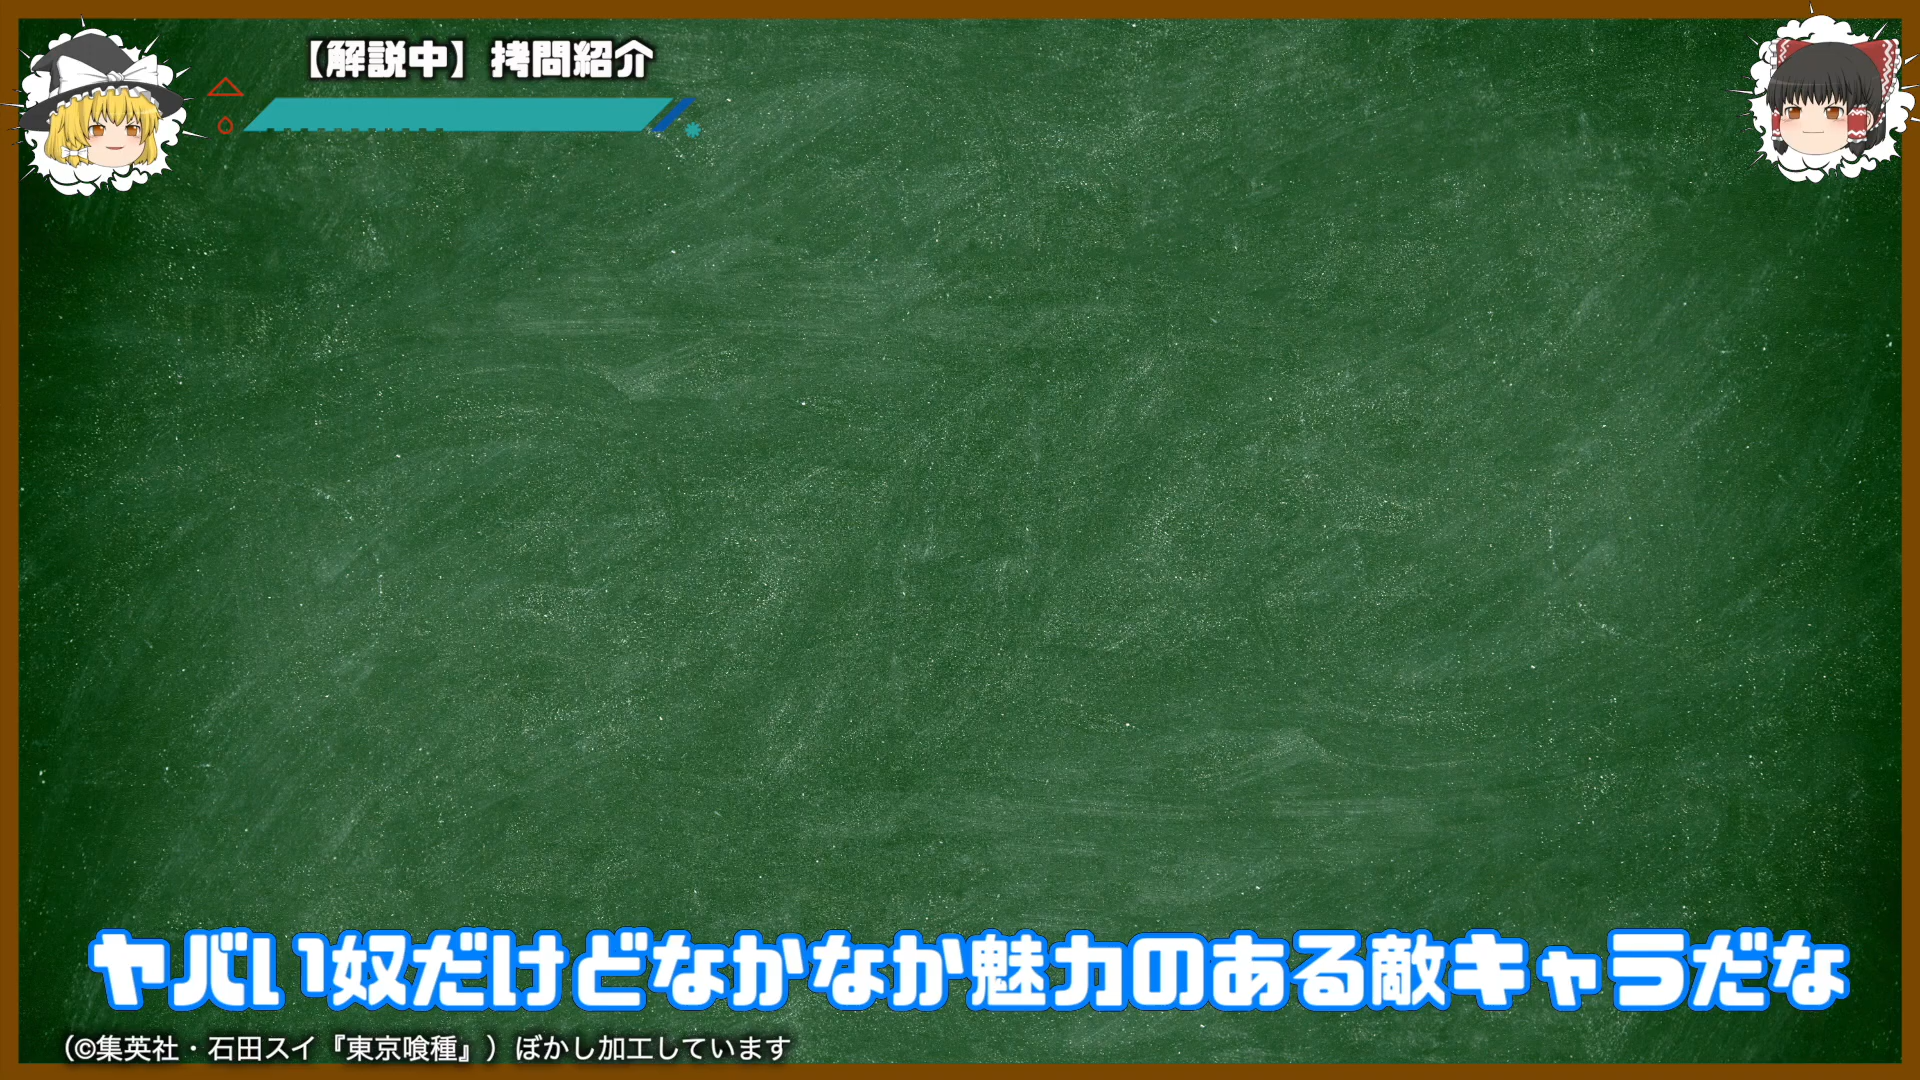 【解説中】拷問紹介
ヤバい奴だけどなかなか魅力のある敵キャラだな
（©集英社・石田スイ『東京喰種』）ぼかし加工しています